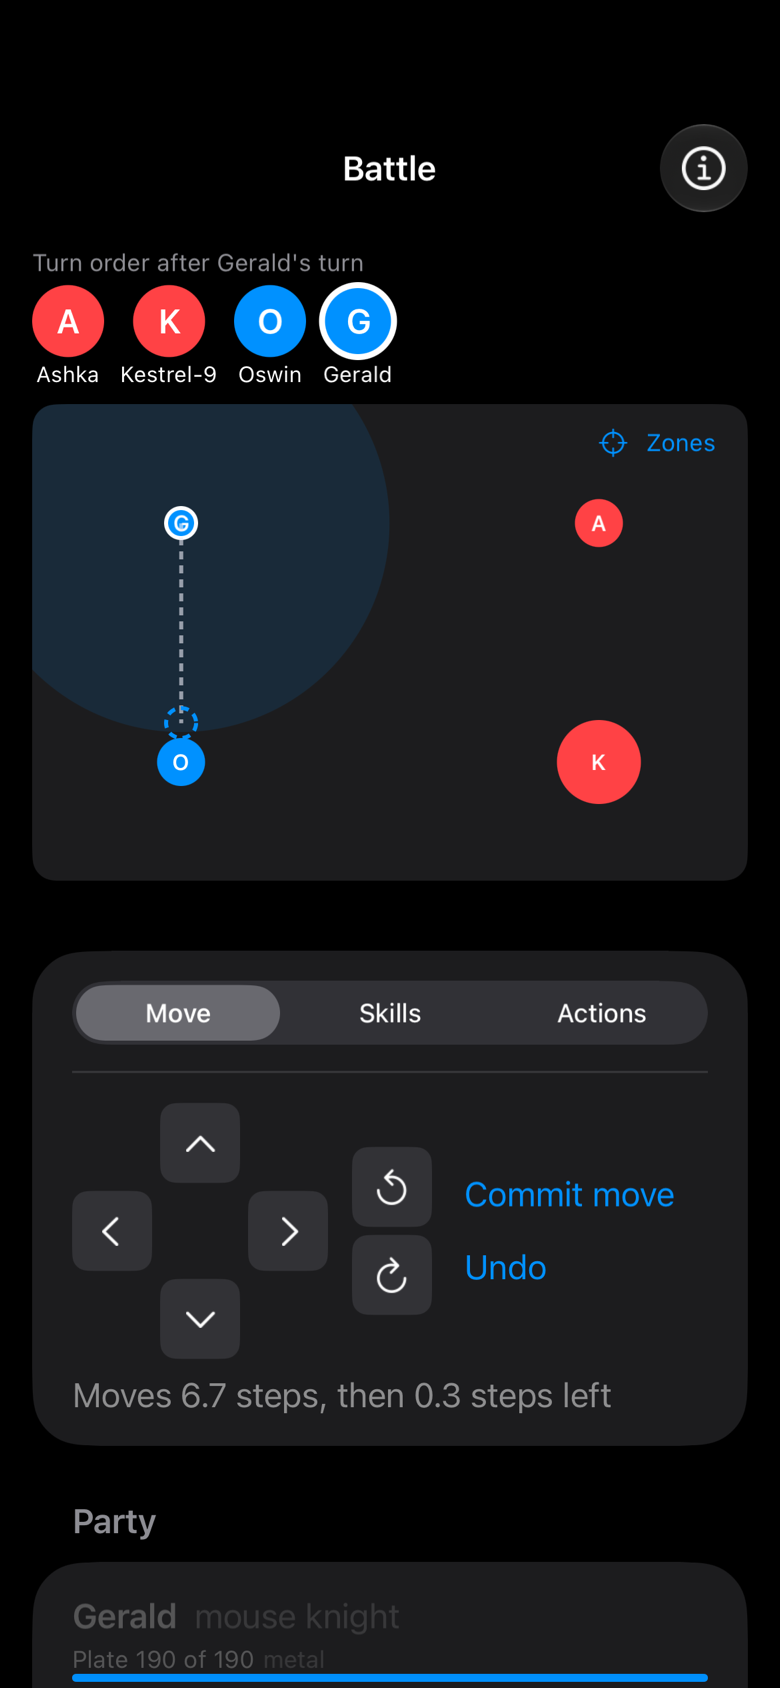 Battle
Turn order after Gerald's turn
A K O G
Ashka Kestrel-9 Oswin Gerald
Zones
G A
O K
Move Skills Actions
Commit move
Undo
Moves 6.7 steps, then 0.3 steps left
Party
Gerald mouse knight
Plate 190 of 190 metal